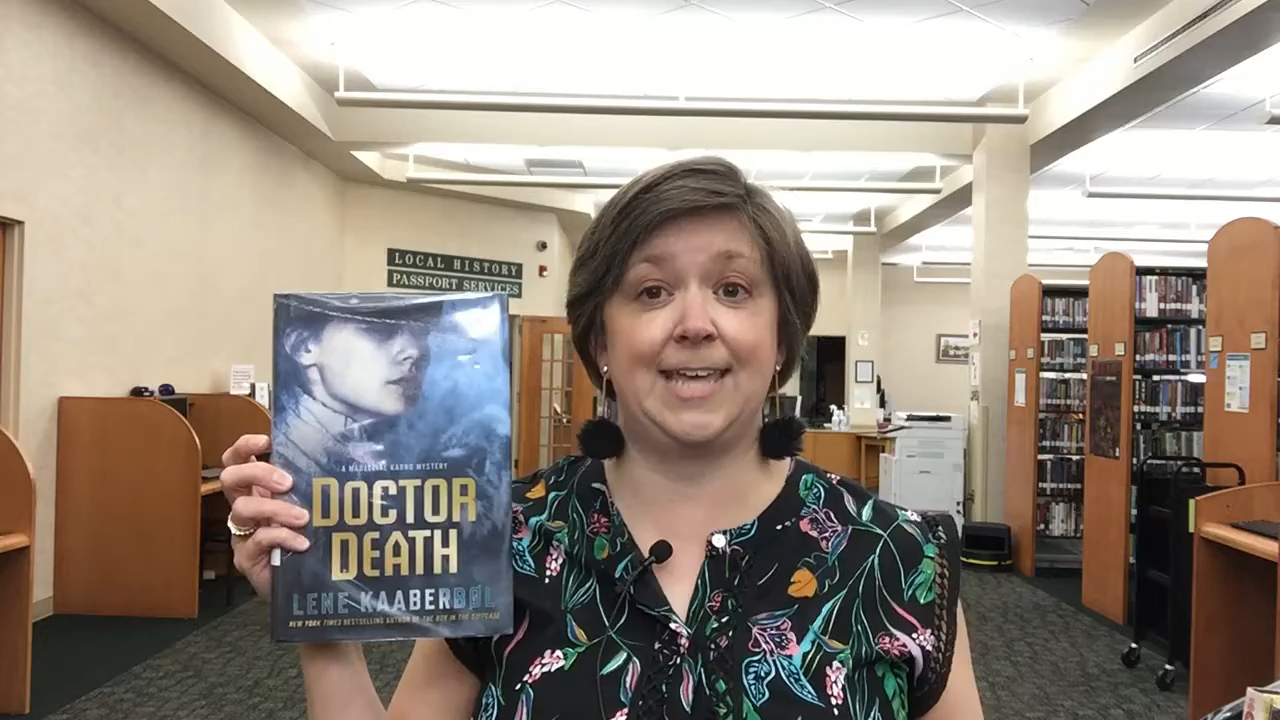 LOCAL HISTORY
PASSPORT SERVICES
A MADELEINE KARNO MYSTERY
DOCTOR
DEATH
LENE KAABERBØL
NEW YORK TIMES BESTSELLING AUTHOR OF THE BOY IN THE SUITCASE